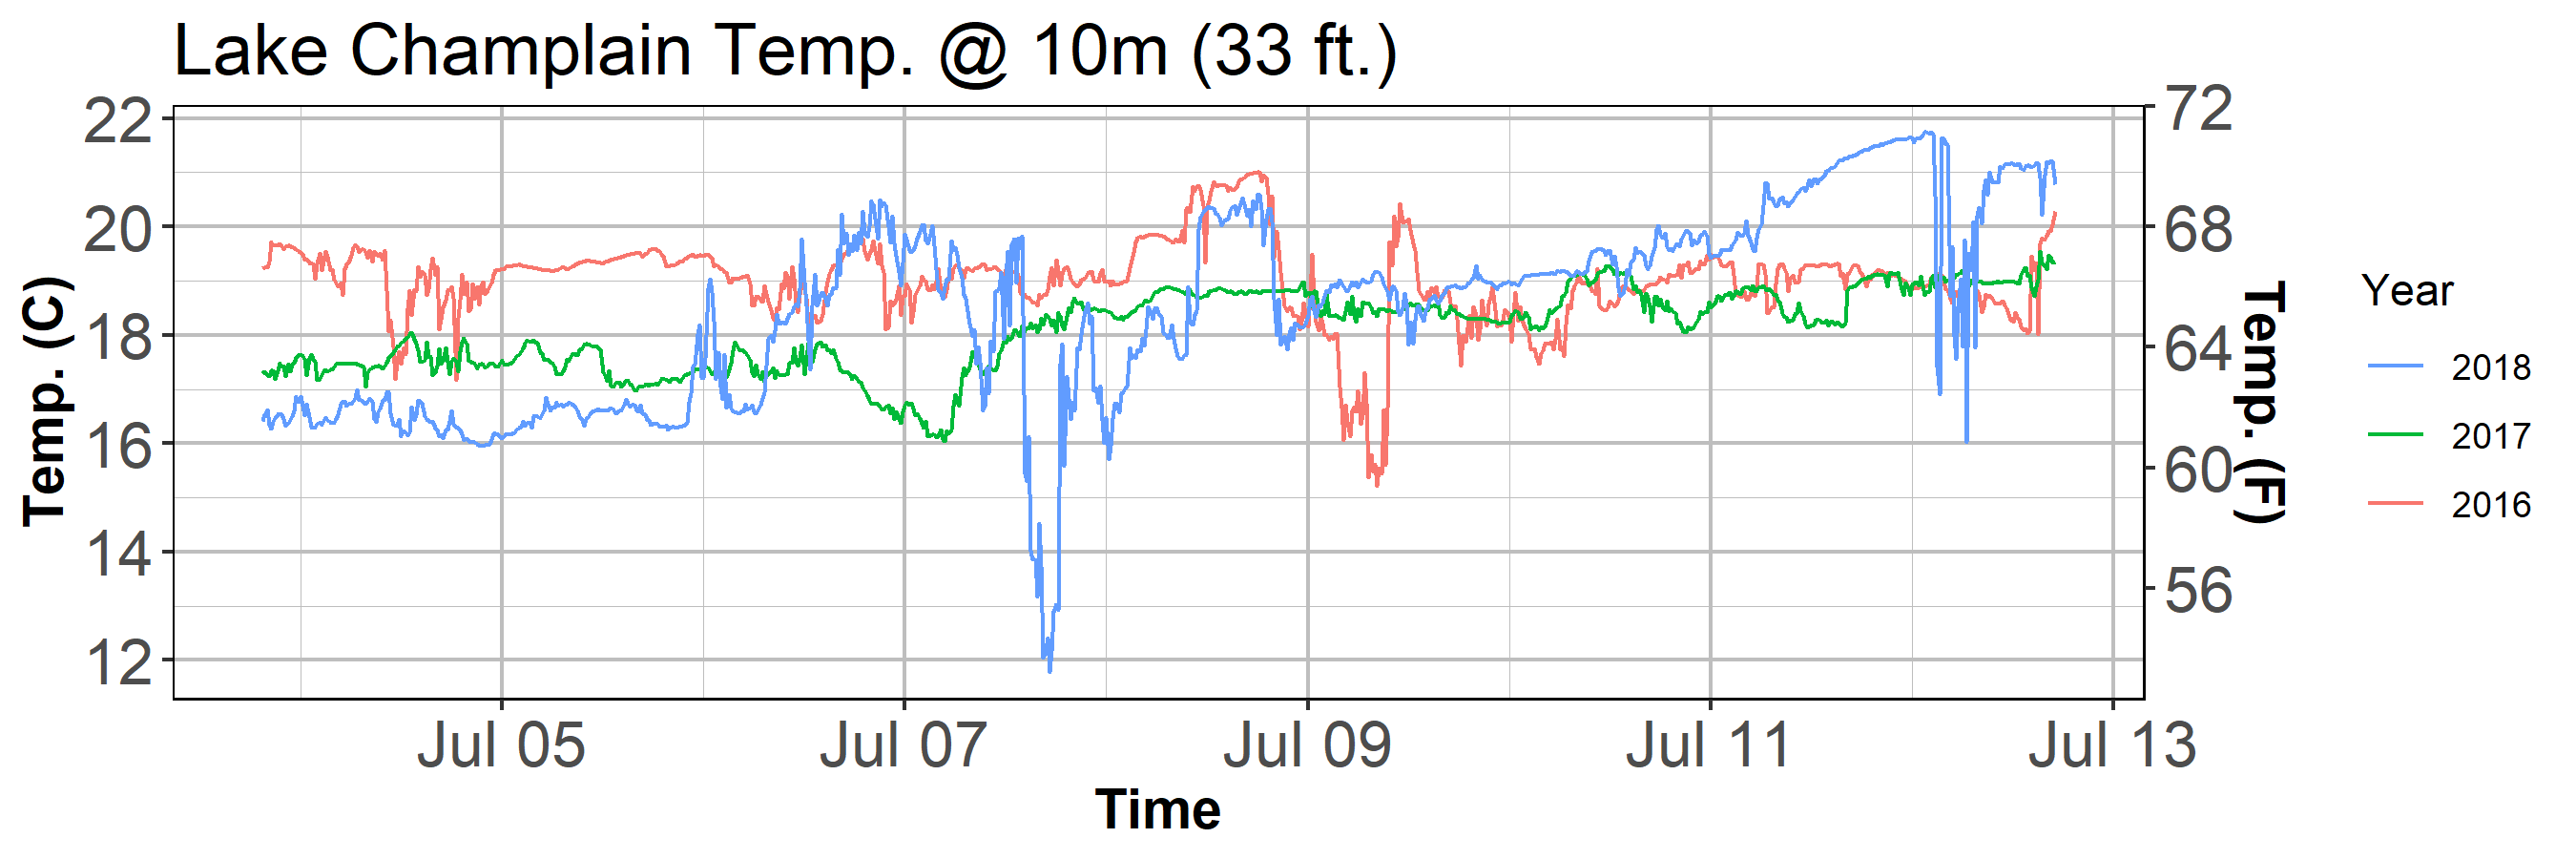 Lake Champlain Temp. @ 10m (33 ft.)
Temp. (C)
22
20
18
16
14
12
72
68
64
60
56
Temp. (F)
Jul 05
Jul 07
Jul 09
Jul 11
Jul 13
Time
Year
2018
2017
2016